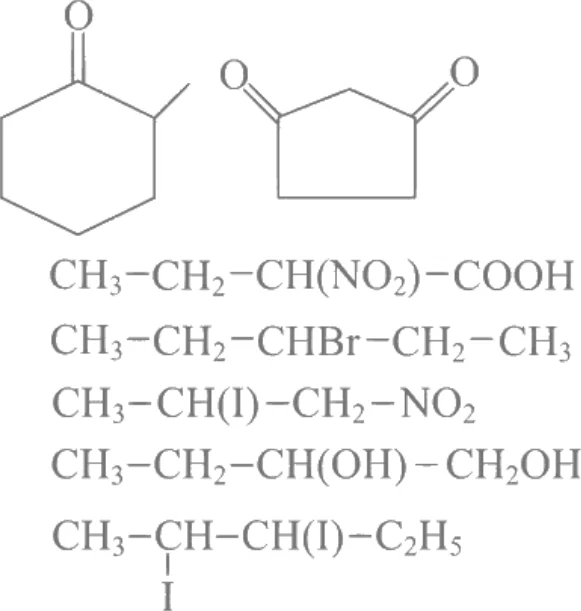 O
O O
CH₃−CH₂−CH(NO₂)−COOH
CH₃−CH₂−CHBr−CH₂−CH₃
CH₃−CH(I)−CH₂−NO₂
CH₃−CH₂−CH(OH)−CH₂OH
CH₃−CH−CH(I)−C₂H₅
I